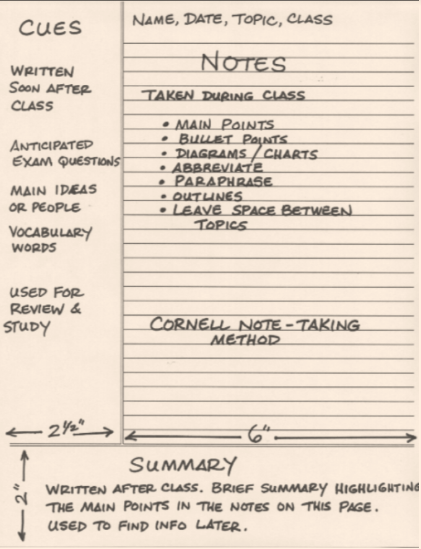 CUES
WRITTEN
SOON AFTER
CLASS
ANTICIPATED
EXAM QUESTIONS
MAIN IDEAS
OR PEOPLE
VOCABULARY
WORDS
USED FOR
REVIEW &
STUDY
2 1/2"
NAME, DATE, TOPIC, CLASS
NOTES
TAKEN DURING CLASS
• MAIN POINTS
• BULLET POINTS
• DIAGRAMS / CHARTS
• ABBREVIATE
• PARAPHRASE
• OUTLINES
• LEAVE SPACE BETWEEN
TOPICS
CORNELL NOTE-TAKING
METHOD
6"
2"
SUMMARY
WRITTEN AFTER CLASS. BRIEF SUMMARY HIGHLIGHTING
THE MAIN POINTS IN THE NOTES ON THIS PAGE.
USED TO FIND INFO LATER.